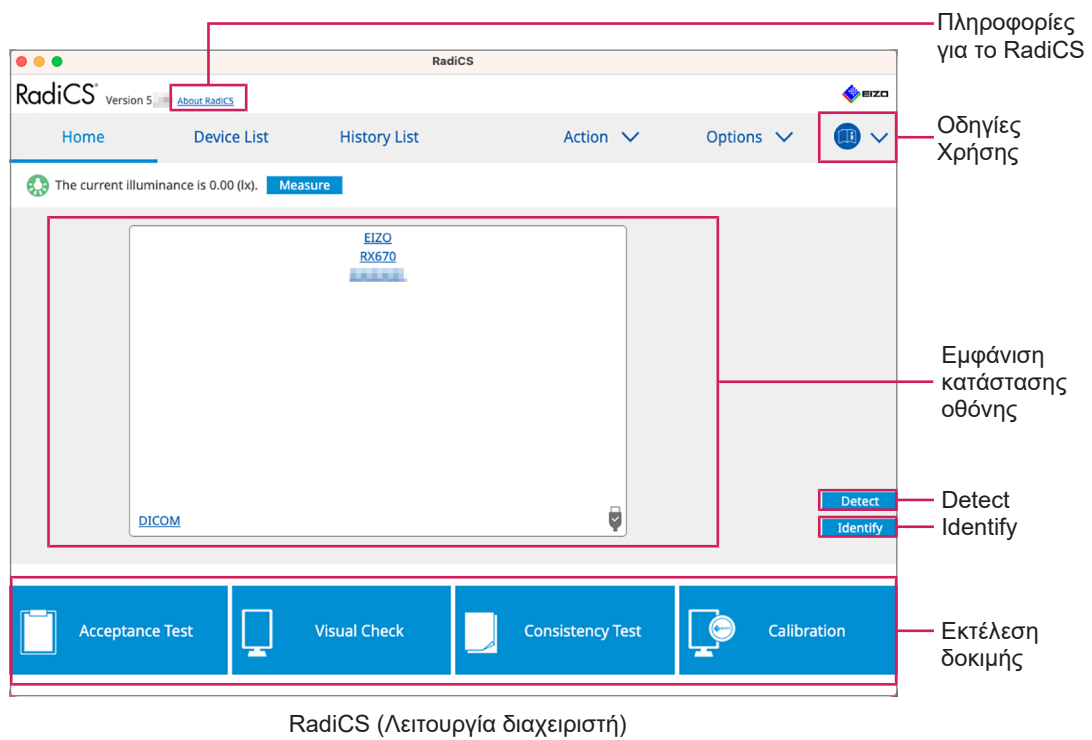 Πληροφορίες
για το RadiCS
RadiCS
RadiCS Version 5 About RadiCS
EIZO
Home Device List History List Action Options
Οδηγίες
Χρήσης
The current illuminance is 0.00 (lx). Measure
EIZO
RX670
Εμφάνιση
κατάστασης
οθόνης
Detect Detect
DICOM
Identify Identify
Acceptance Test Visual Check Consistency Test Calibration
Εκτέλεση
δοκιμής
RadiCS (Λειτουργία διαχειριστή)